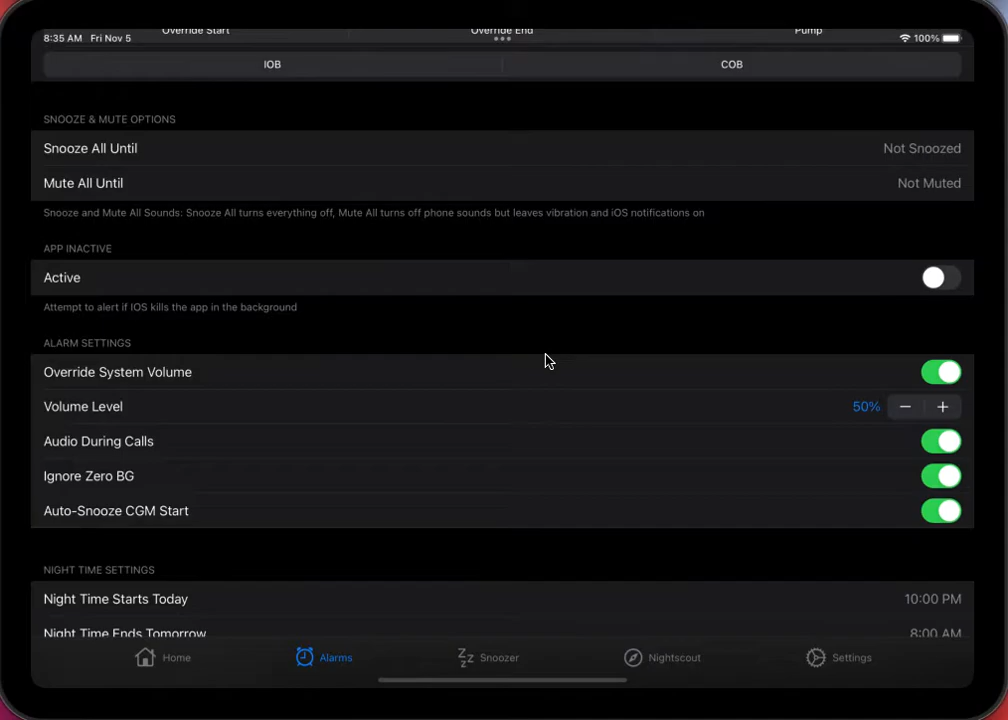 Override Start Override End Pump
8:35 AM Fri Nov 5 100%
IOB COB
SNOOZE & MUTE OPTIONS
Snooze All Until Not Snoozed
Mute All Until Not Muted
Snooze and Mute All Sounds: Snooze All turns everything off, Mute All turns off phone sounds but leaves vibration and iOS notifications on
APP INACTIVE
Active
Attempt to alert if IOS kills the app in the background
ALARM SETTINGS
Override System Volume
Volume Level 50% − +
Audio During Calls
Ignore Zero BG
Auto-Snooze CGM Start
NIGHT TIME SETTINGS
Night Time Starts Today 10:00 PM
Night Time Ends Tomorrow 8:00 AM
Home Alarms Snoozer Nightscout Settings